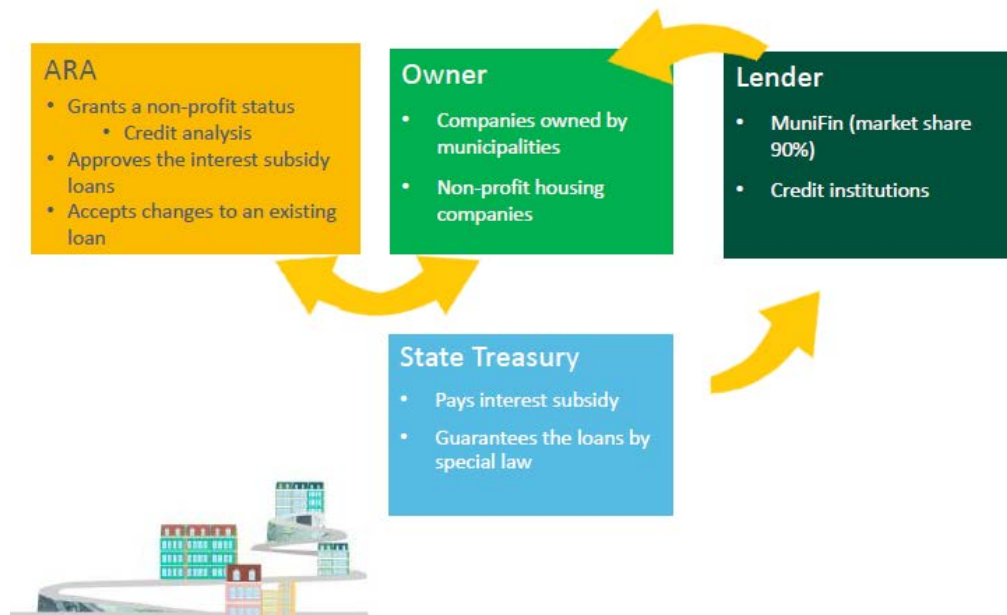 ARA
• Grants a non-profit status
• Credit analysis
• Approves the interest subsidy
loans
• Accepts changes to an existing
loan
Owner
• Companies owned by
municipalities
• Non-profit housing
companies
Lender
• MuniFin (market share
90%)
• Credit institutions
State Treasury
• Pays interest subsidy
• Guarantees the loans by
special law